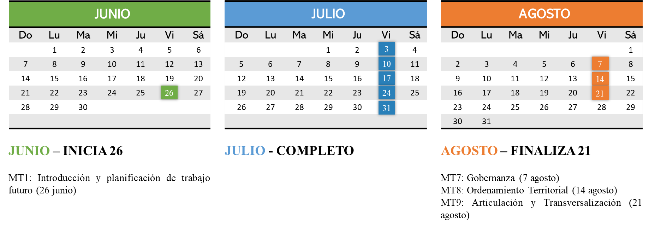 JUNIO
Do Lu Ma Mi Ju Vi Sá
1 2 3 4 5 6
7 8 9 10 11 12 13
14 15 16 17 18 19 20
21 22 23 24 25 26 27
28 29 30
JUNIO – INICIA 26
MT1: Introducción y planificación de trabajo
futuro (26 junio)
JULIO
Do Lu Ma Mi Ju Vi Sá
1 2 3 4
5 6 7 8 9 10 11
12 13 14 15 16 17 18
19 20 21 22 23 24 25
26 27 28 29 30 31
JULIO - COMPLETO
AGOSTO
Do Lu Ma Mi Ju Vi Sá
1
2 3 4 5 6 7 8
9 10 11 12 13 14 15
16 17 18 19 20 21 22
23 24 25 26 27 28 29
30 31
AGOSTO – FINALIZA 21
MT7: Gobernanza (7 agosto)
MT8: Ordenamiento Territorial (14 agosto)
MT9: Articulación y Transversalización (21
agosto)